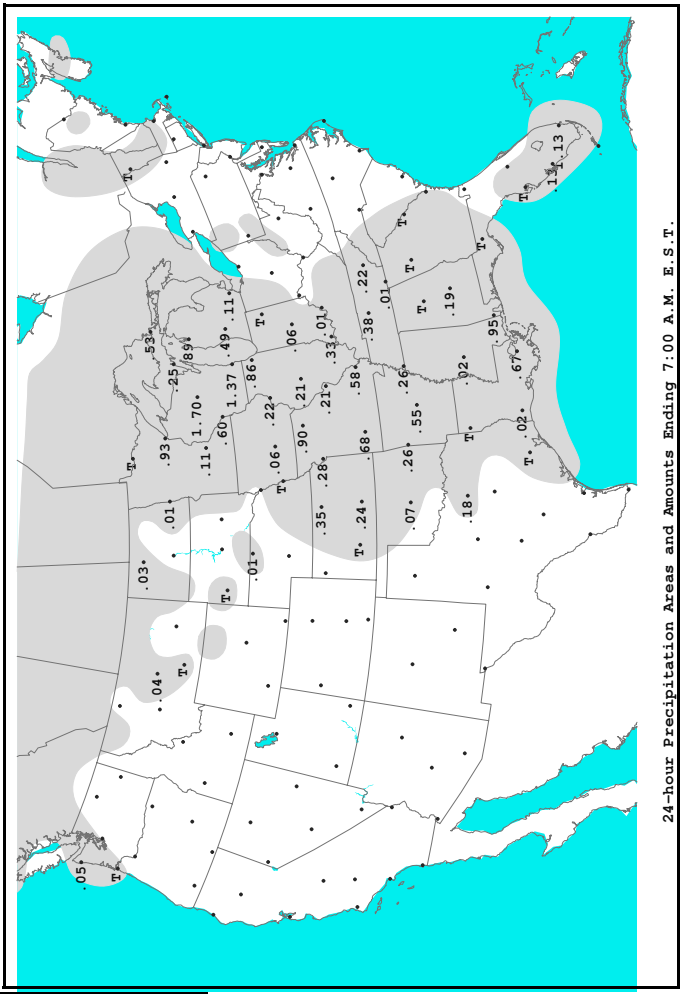 .05
T
T
T
.03
.53
.04
.93
.01
.25
T
.89
1.70
.11
.60
.49
T
.11
1.37
.86
.01
T
.22
.06
T
.06
.21
.90
.01
.35
.28
.21
.33
.58
T
.24
.22
.68
.38
.01
T
.26
.26
.07
T
.55
T
.19
.02
.18
T
T
.95
.67
.02
T
T
.13
24-hour Precipitation Areas and Amounts Ending 7:00 A.M. E.S.T.